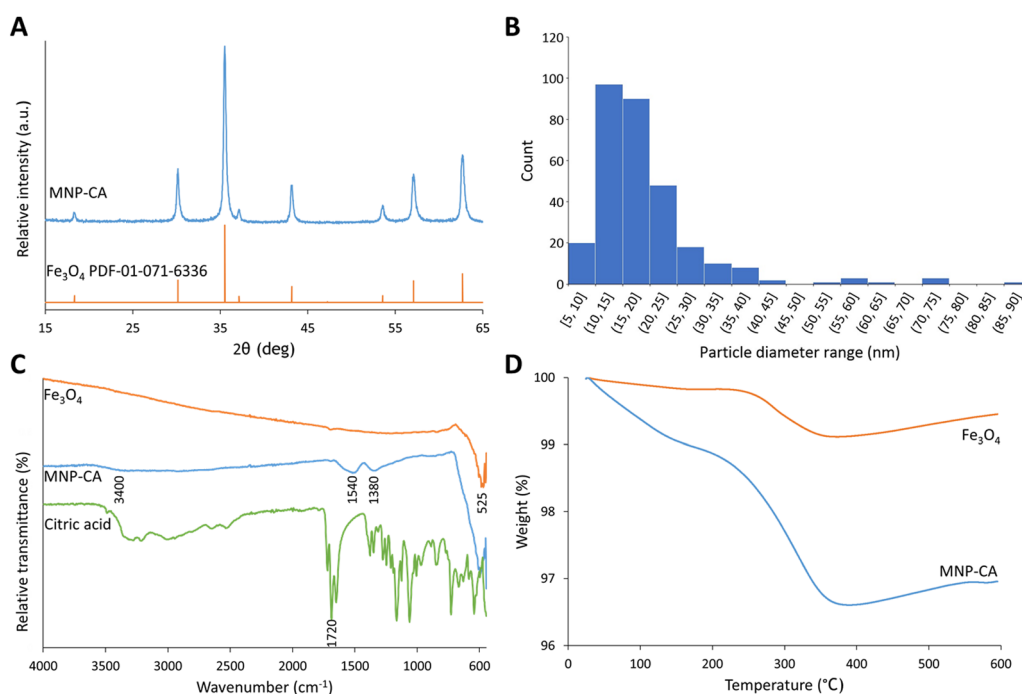 A
Relative intensity (a.u.)
MNP-CA
Fe₃O₄ PDF-01-071-6336
15 25 35 45 55 65
2θ (deg)
B
Count
120
100
80
60
40
20
0
[5, 10] (10, 15] (15, 20] (20, 25] (25, 30] (30, 35] (35, 40] (40, 45] (45, 50] (50, 55] (55, 60] (60, 65] (65, 70] (70, 75] (75, 80] (80, 85] (85, 90]
Particle diameter range (nm)
C
Relative transmittance (%)
Fe₃O₄
MNP-CA
3400
1540
1380
525
Citric acid
1720
4000 3500 3000 2500 2000 1500 1000 600
Wavenumber (cm⁻¹)
D
Weight (%)
100
99
98
97
96
Fe₃O₄
MNP-CA
0 100 200 300 400 500 600
Temperature (°C)